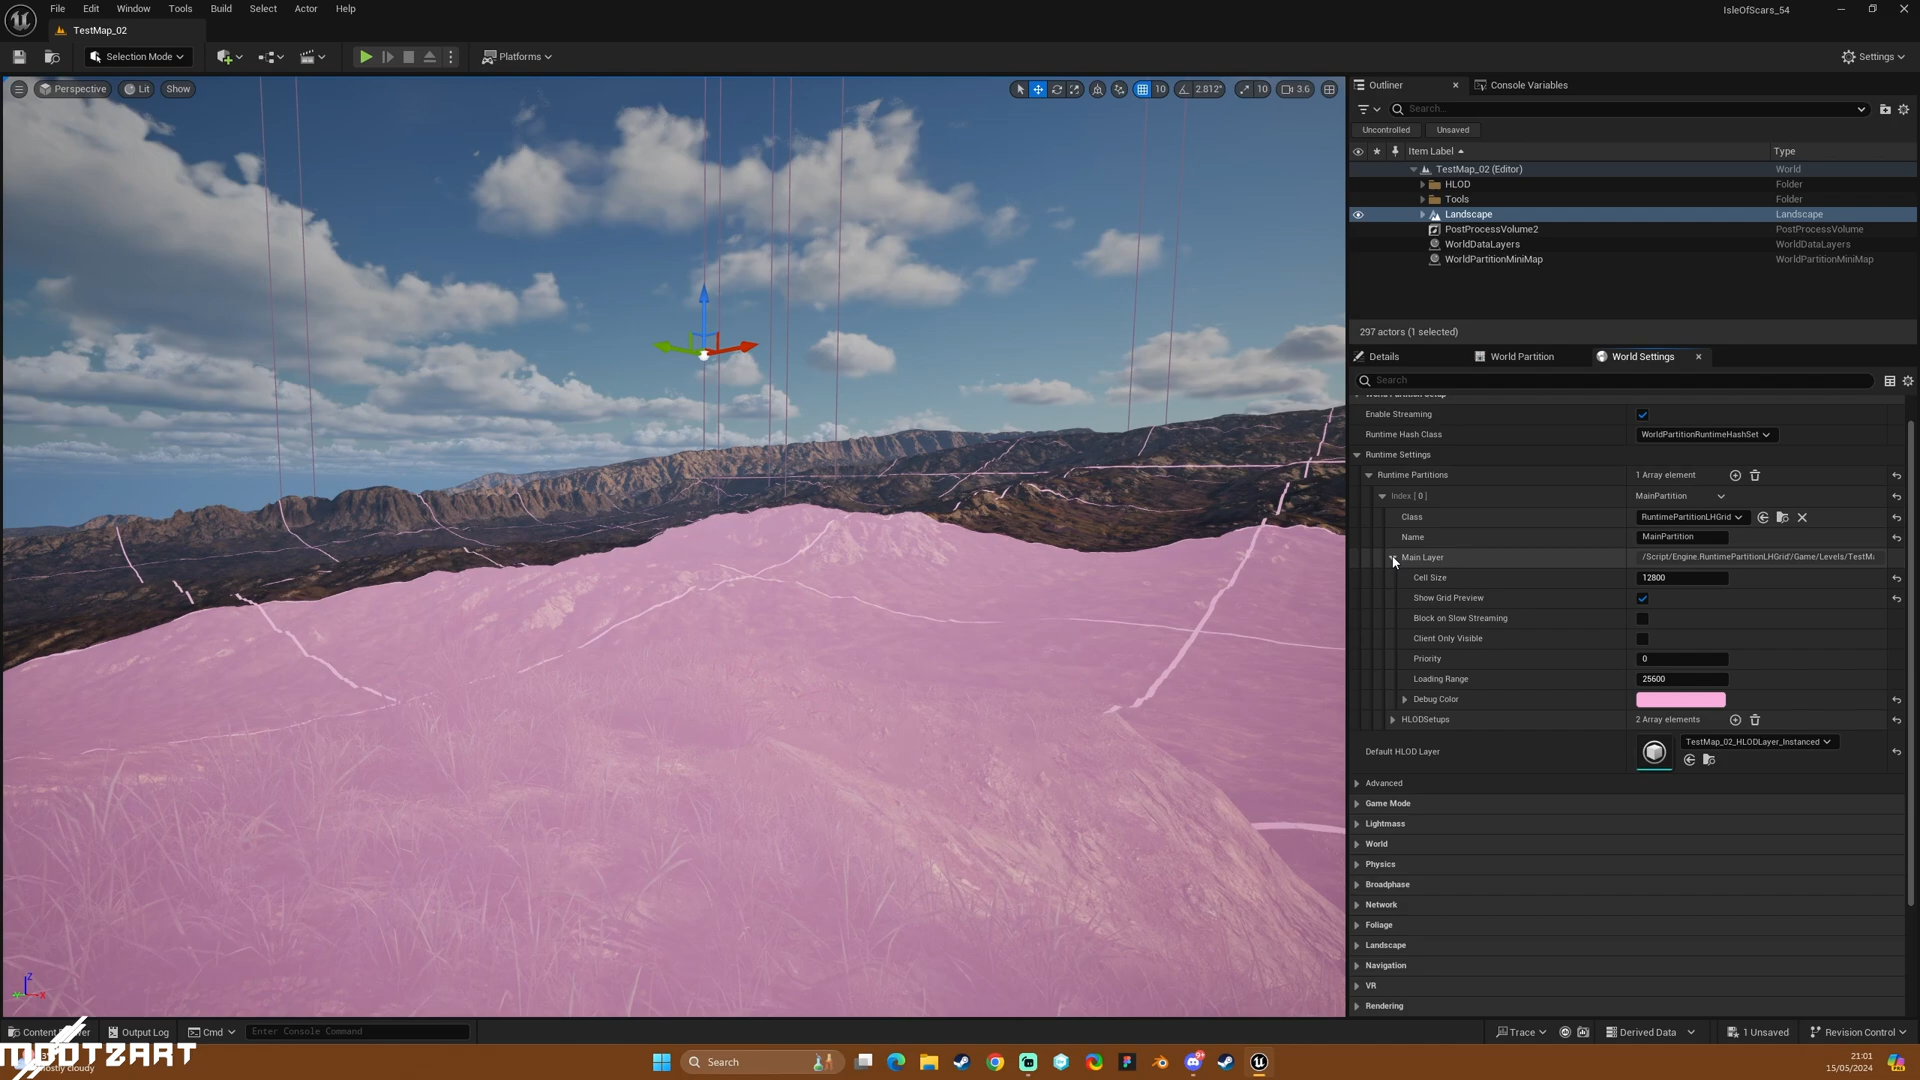 File Edit Window Tools Build Select Actor Help
IsleOfScars_54
TestMap_02
Selection Mode
Platforms
Settings
Perspective Lit Show
10 2.812° 10 3.6
Outliner
Console Variables
Search...
Uncontrolled Unsaved
Item Label Type
TestMap_02 (Editor) World
HLOD Folder
Tools Folder
Landscape Landscape
PostProcessVolume2 PostProcessVolume
WorldDataLayers WorldDataLayers
WorldPartitionMiniMap WorldPartitionMiniMap
297 actors (1 selected)
Details World Partition World Settings
Search
World Partition Setup
Enable Streaming
Runtime Hash Class WorldPartitionRuntimeHashSet
Runtime Settings
Runtime Partitions 1 Array element
Index [ 0 ] MainPartition
Class RuntimePartitionLHGrid
Name MainPartition
Main Layer /Script/Engine.RuntimePartitionLHGrid'/Game/Levels/TestMa
Cell Size 12800
Show Grid Preview
Block on Slow Streaming
Client Only Visible
Priority 0
Loading Range 25600
Debug Color
HLODSetups 2 Array elements
Default HLOD Layer TestMap_02_HLODLayer_Instanced
Advanced
Game Mode
Lightmass
World
Physics
Broadphase
Network
Foliage
Landscape
Navigation
VR
Rendering
Z
X
Output Log Cmd Enter Console Command
Trace Derived Data 1 Unsaved Revision Control
Search
21:01
15/05/2024